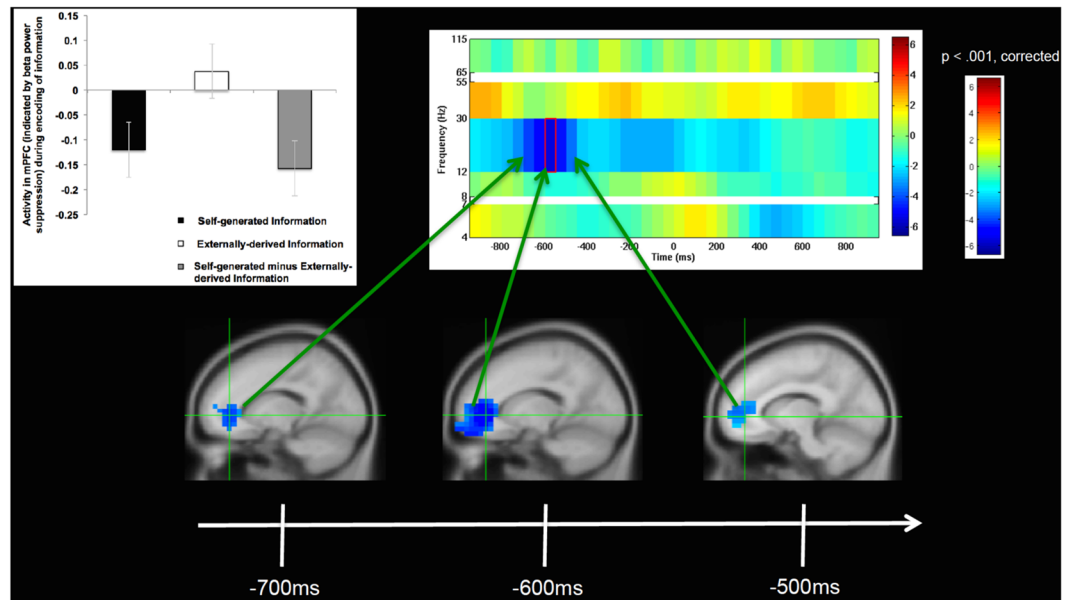 0.15
0.1
0.05
0
-0.05
-0.1
-0.15
-0.2
-0.25
Activity in mPFC (indicated by beta power
suppression) during encoding of information
Self-generated Information
Externally-derived Information
Self-generated minus Externally-
derived Information
115
65
55
30
12
8
7
4
Frequency (Hz)
-800 -600 -400 -200 0 200 400 600 800
Time (ms)
6
4
2
0
-2
-4
-6
p < .001, corrected
6
4
2
0
-2
-4
-6
-700ms
-600ms
-500ms